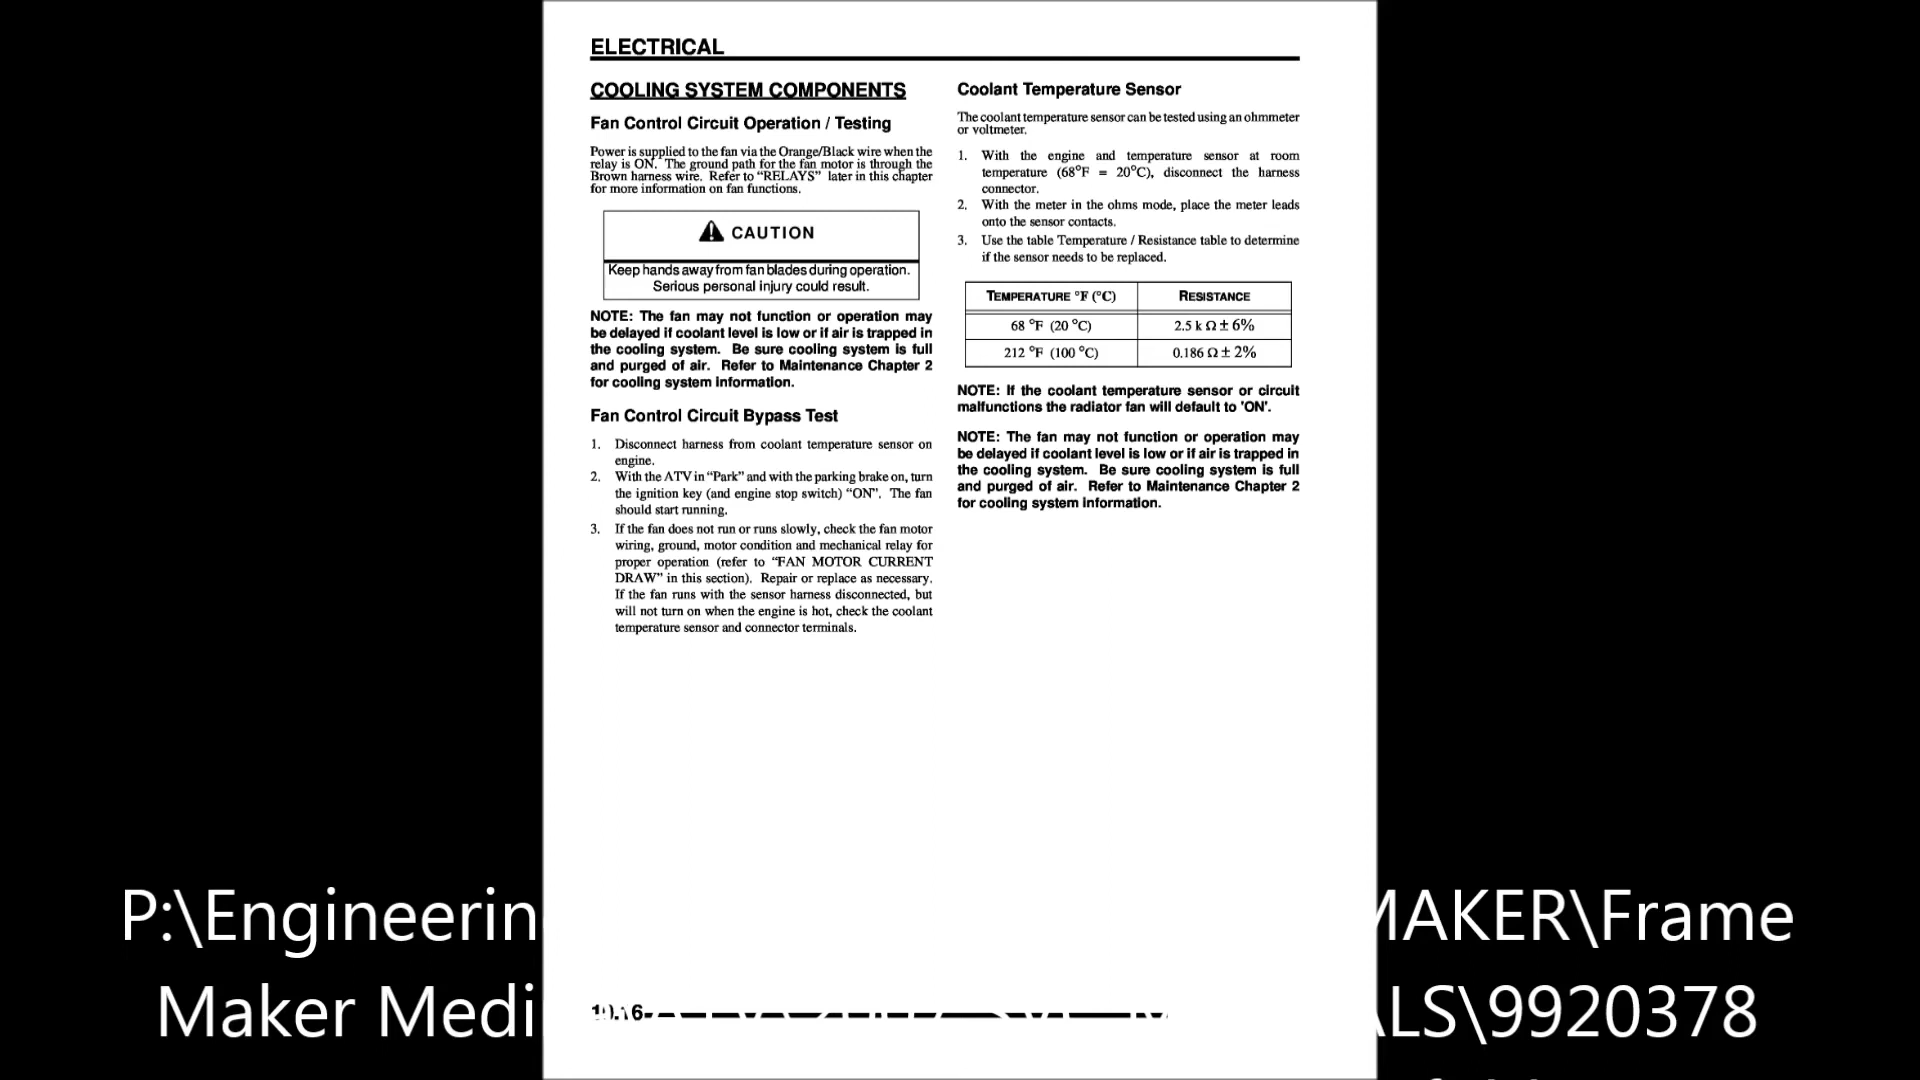 ELECTRICAL
COOLING SYSTEM COMPONENTS
Fan Control Circuit Operation / Testing
Power is supplied to the fan via the Orange/Black wire when the
relay is ON. The ground path for the fan motor is through the
Brown harness wire. Refer to “RELAYS” later in this chapter
for more information on fan functions.
CAUTION
Keep hands away from fan blades during operation.
Serious personal injury could result.
NOTE: The fan may not function or operation may
be delayed if coolant level is low or if air is trapped in
the cooling system. Be sure cooling system is full
and purged of air. Refer to Maintenance Chapter 2
for cooling system information.
Fan Control Circuit Bypass Test
1. Disconnect harness from coolant temperature sensor on
engine.
2. With the ATV in “Park” and with the parking brake on, turn
the ignition key (and engine stop switch) “ON”. The fan
should start running.
3. If the fan does not run or runs slowly, check the fan motor
wiring, ground, motor condition and mechanical relay for
proper operation (refer to “FAN MOTOR CURRENT
DRAW” in this section). Repair or replace as necessary.
If the fan runs with the sensor harness disconnected, but
will not turn on when the engine is hot, check the coolant
temperature sensor and connector terminals.
Coolant Temperature Sensor
The coolant temperature sensor can be tested using an ohmmeter
or voltmeter.
1. With the engine and temperature sensor at room
temperature (68°F = 20°C), disconnect the harness
connector.
2. With the meter in the ohms mode, place the meter leads
onto the sensor contacts.
3. Use the table Temperature / Resistance table to determine
if the sensor needs to be replaced.
TEMPERATURE °F (°C) RESISTANCE
68 °F (20 °C) 2.5 k Ω ± 6%
212 °F (100 °C) 0.186 Ω ± 2%
NOTE: If the coolant temperature sensor or circuit
malfunctions the radiator fan will default to 'ON'.
NOTE: The fan may not function or operation may
be delayed if coolant level is low or if air is trapped in
the cooling system. Be sure cooling system is full
and purged of air. Refer to Maintenance Chapter 2
for cooling system information.
10.16
P:\Engineerin MAKER\Frame
Maker Medi ALS\9920378